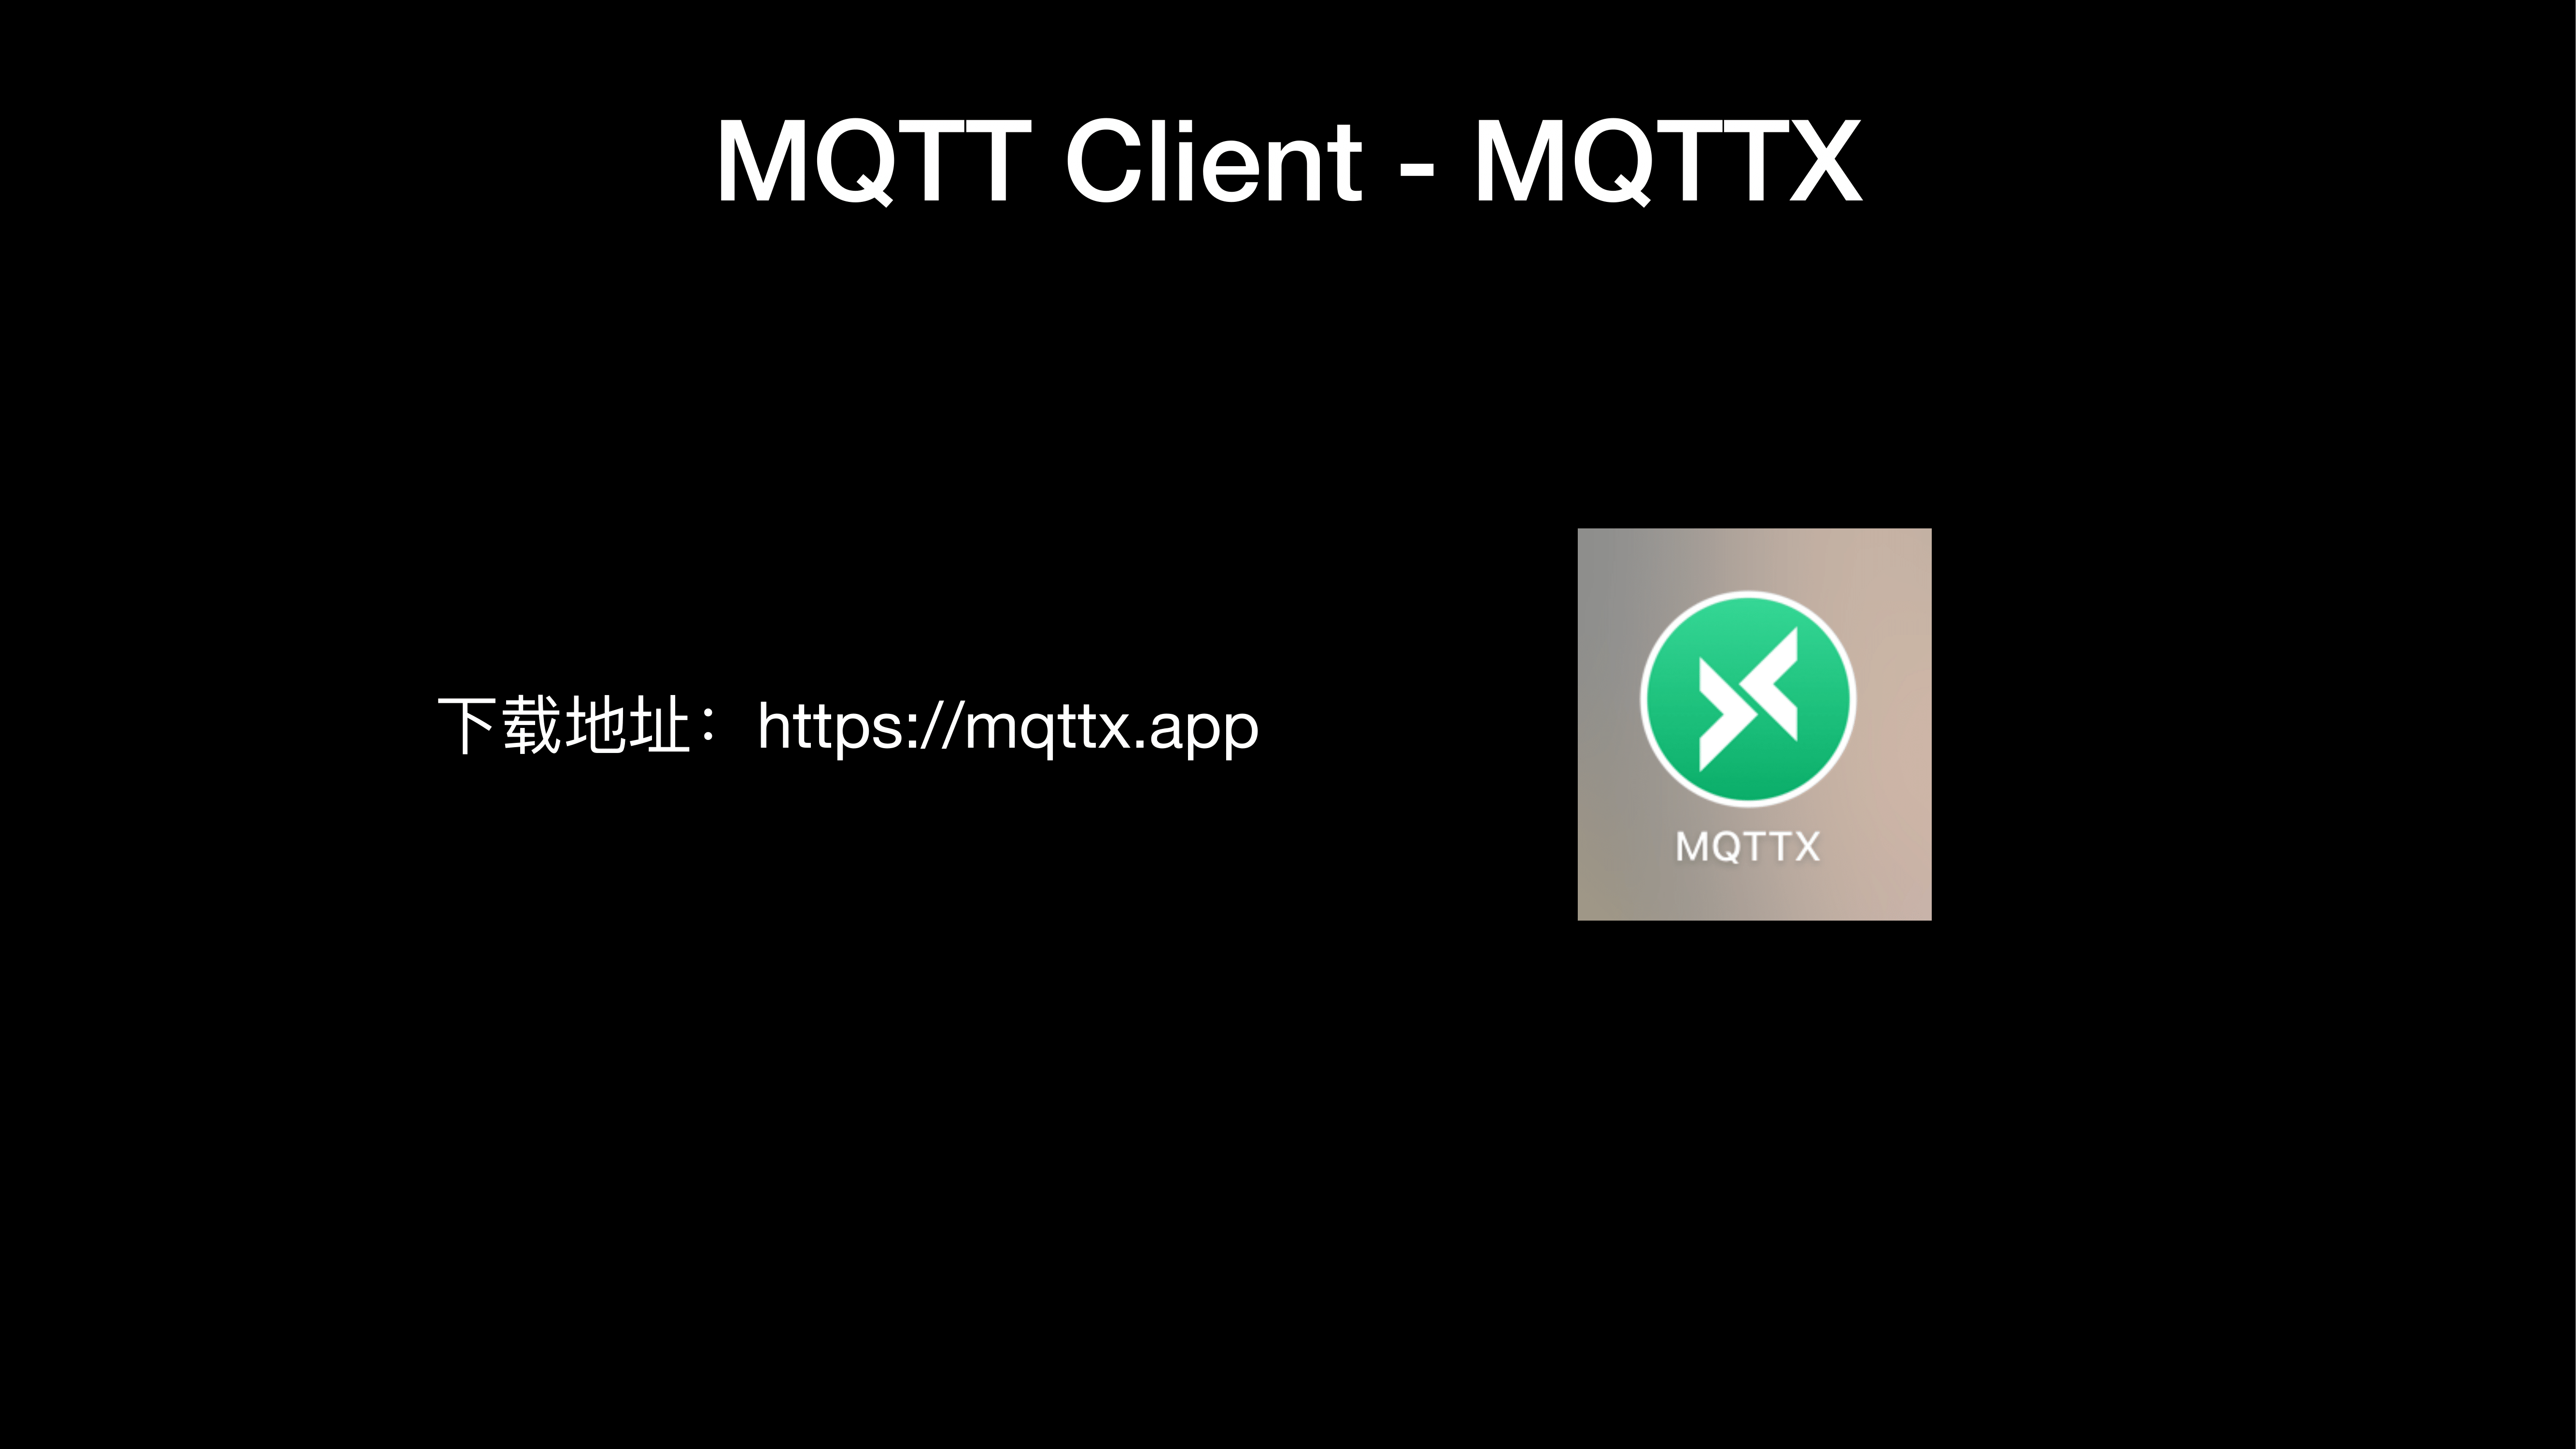 MQTT Client - MQTTX
下载地址：https://mqttx.app
MQTTX